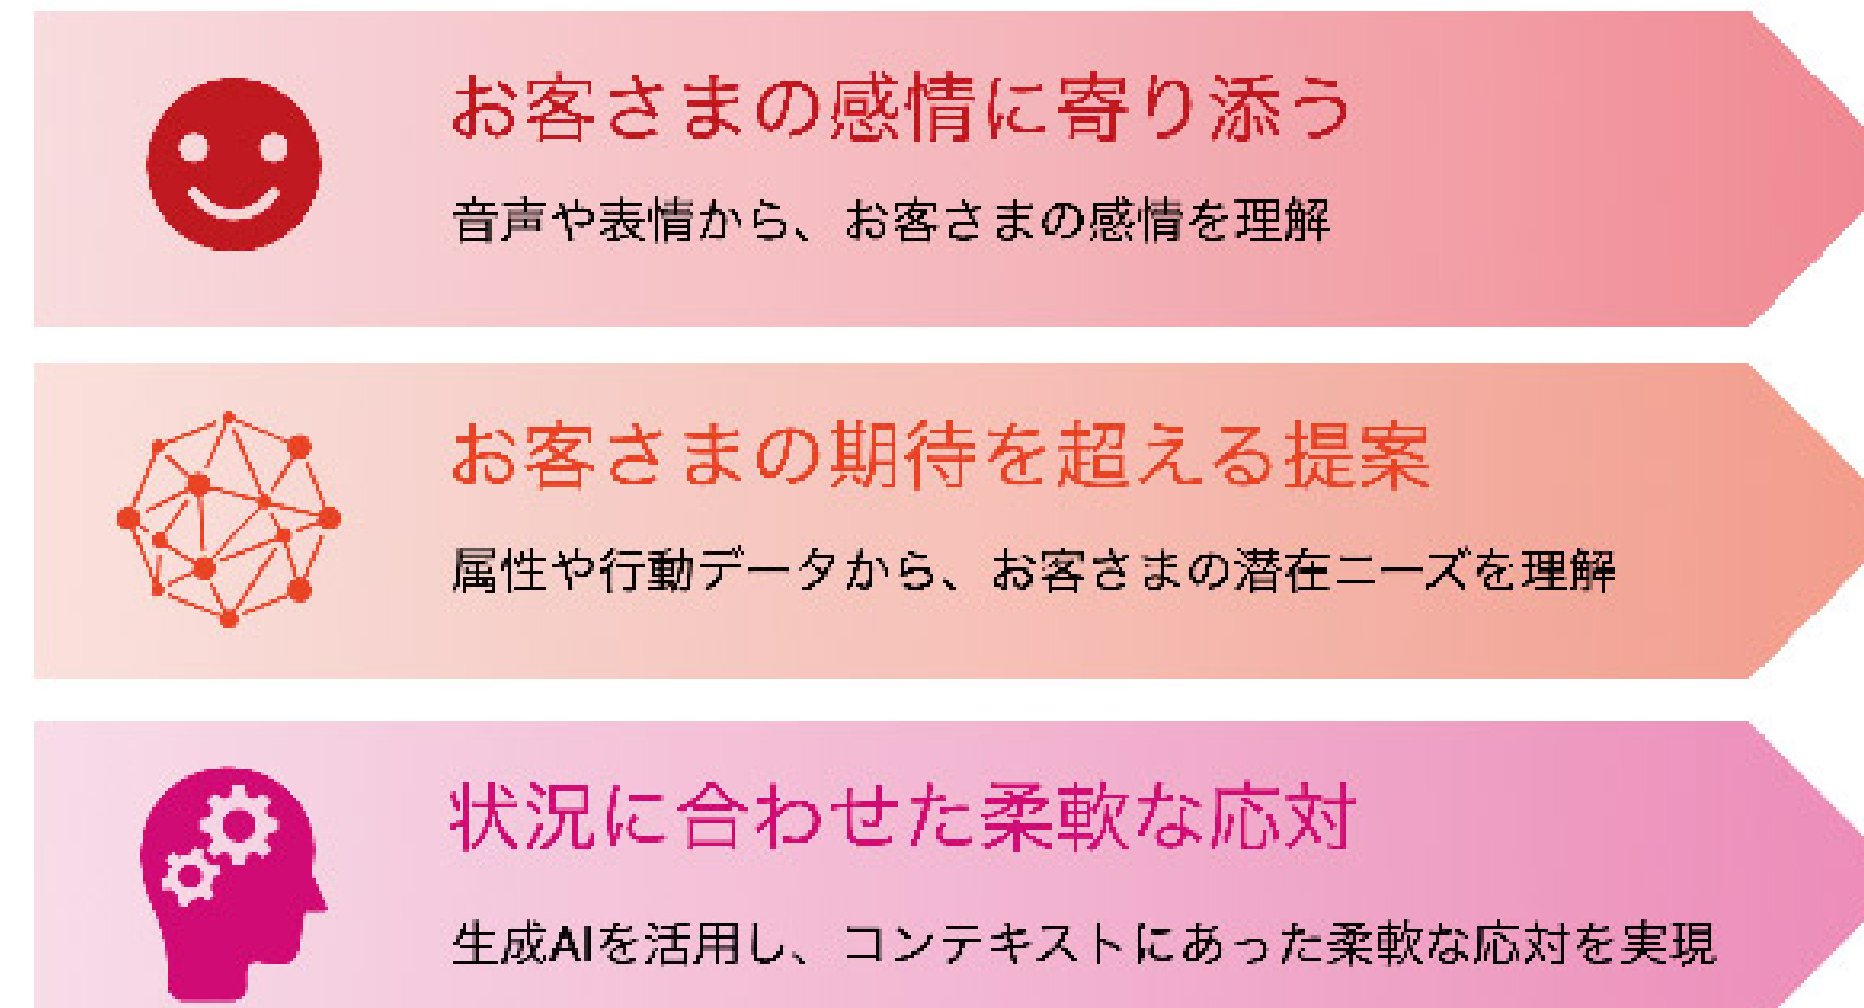 お客さまの感情に寄り添う
音声や表情から、お客さまの感情を理解
お客さまの期待を超える提案
属性や行動データから、お客さまの潜在ニーズを理解
状況に合わせた柔軟な応対
生成AIを活用し、コンテキストにあった柔軟な応対を実現